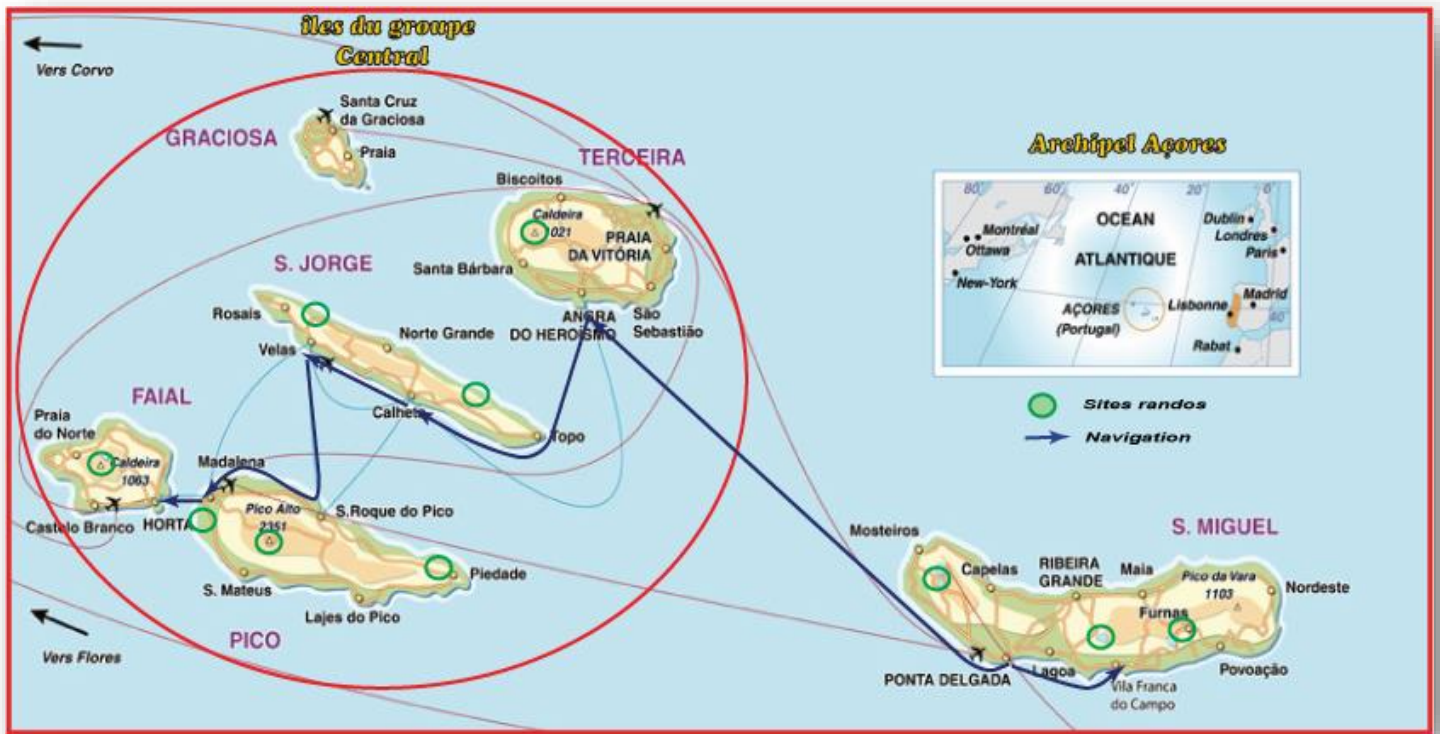 îles du groupe
Central
Vers Corvo
Santa Cruz
da Graciosa
GRACIOSA
Praia
TERCEIRA
Biscoitos
Caldeira
1021
PRAIA
DA VITÓRIA
Santa Bárbara
São
Sebastião
ANGRA
DO HEROISMO
S. JORGE
Rosais
Velas
Norte Grande
Calheta
Topo
FAIAL
Praia
do Norte
Caldeira
1063
Castelo Branco
HORTA
Madalena
Pico Alto
2351
S.Roque do Pico
S. Mateus
Lajes do Pico
Piedade
PICO
Vers Flores
Archipel Açores
80°
60°
40°
20°
0°
OCEAN
ATLANTIQUE
Montréal
Ottawa
New-York
Dublin
Londres
Paris
AÇORES
(Portugal)
Lisbonne
Madrid
40
Rabat
Sites randos
Navigation
S. MIGUEL
Mosteiros
Capelas
RIBEIRA
GRANDE
Maia
Pico da Vara
1103
Nordeste
Furnas
PONTA DELGADA
Lagoa
Vila Franca
do Campo
Povoação